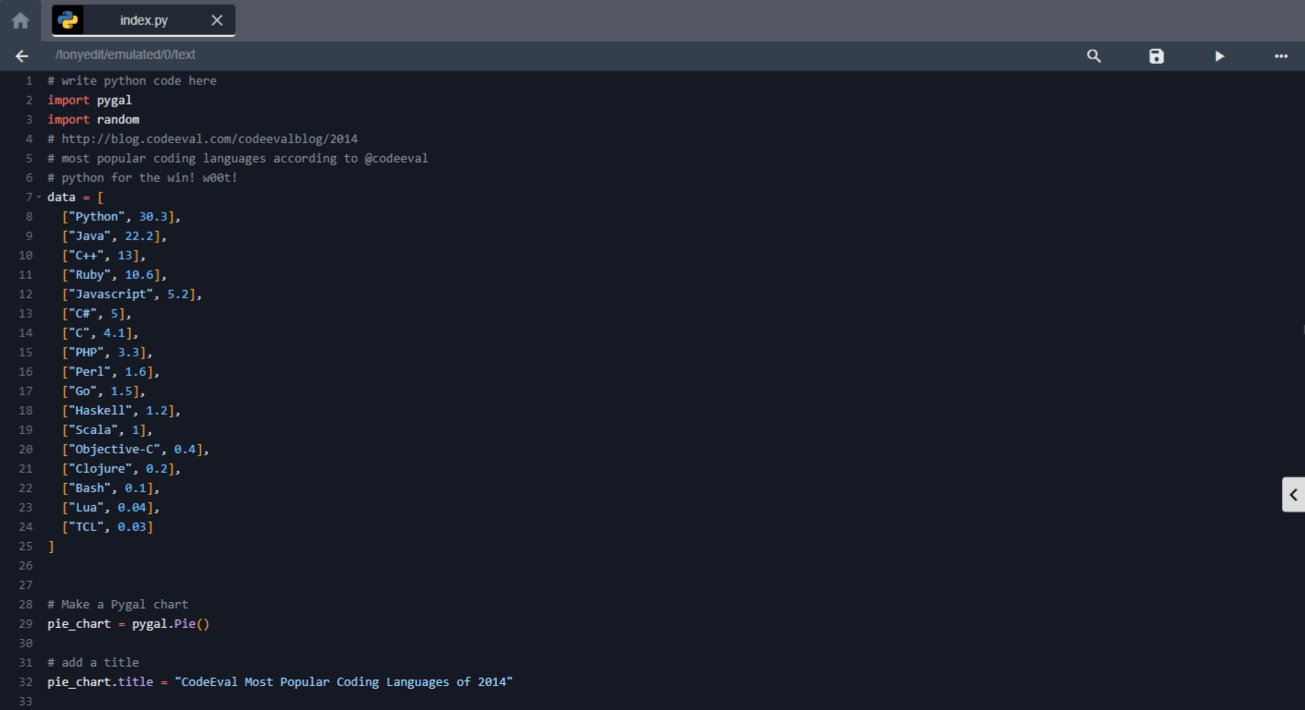 index.py
/tonyedit/emulated/0/text
1 # write python code here
2 import pygal
3 import random
4 # http://blog.codeeval.com/codeevalblog/2014
5 # most popular coding languages according to @codeeval
6 # python for the win! w00t!
7 data = [
8 ["Python", 30.3],
9 ["Java", 22.2],
10 ["C++", 13],
11 ["Ruby", 10.6],
12 ["Javascript", 5.2],
13 ["C#", 5],
14 ["C", 4.1],
15 ["PHP", 3.3],
16 ["Perl", 1.6],
17 ["Go", 1.5],
18 ["Haskell", 1.2],
19 ["Scala", 1],
20 ["Objective-C", 0.4],
21 ["Clojure", 0.2],
22 ["Bash", 0.1],
23 ["Lua", 0.04],
24 ["TCL", 0.03]
25 ]
26
27
28 # Make a Pygal chart
29 pie_chart = pygal.Pie()
30
31 # add a title
32 pie_chart.title = "CodeEval Most Popular Coding Languages of 2014"
33